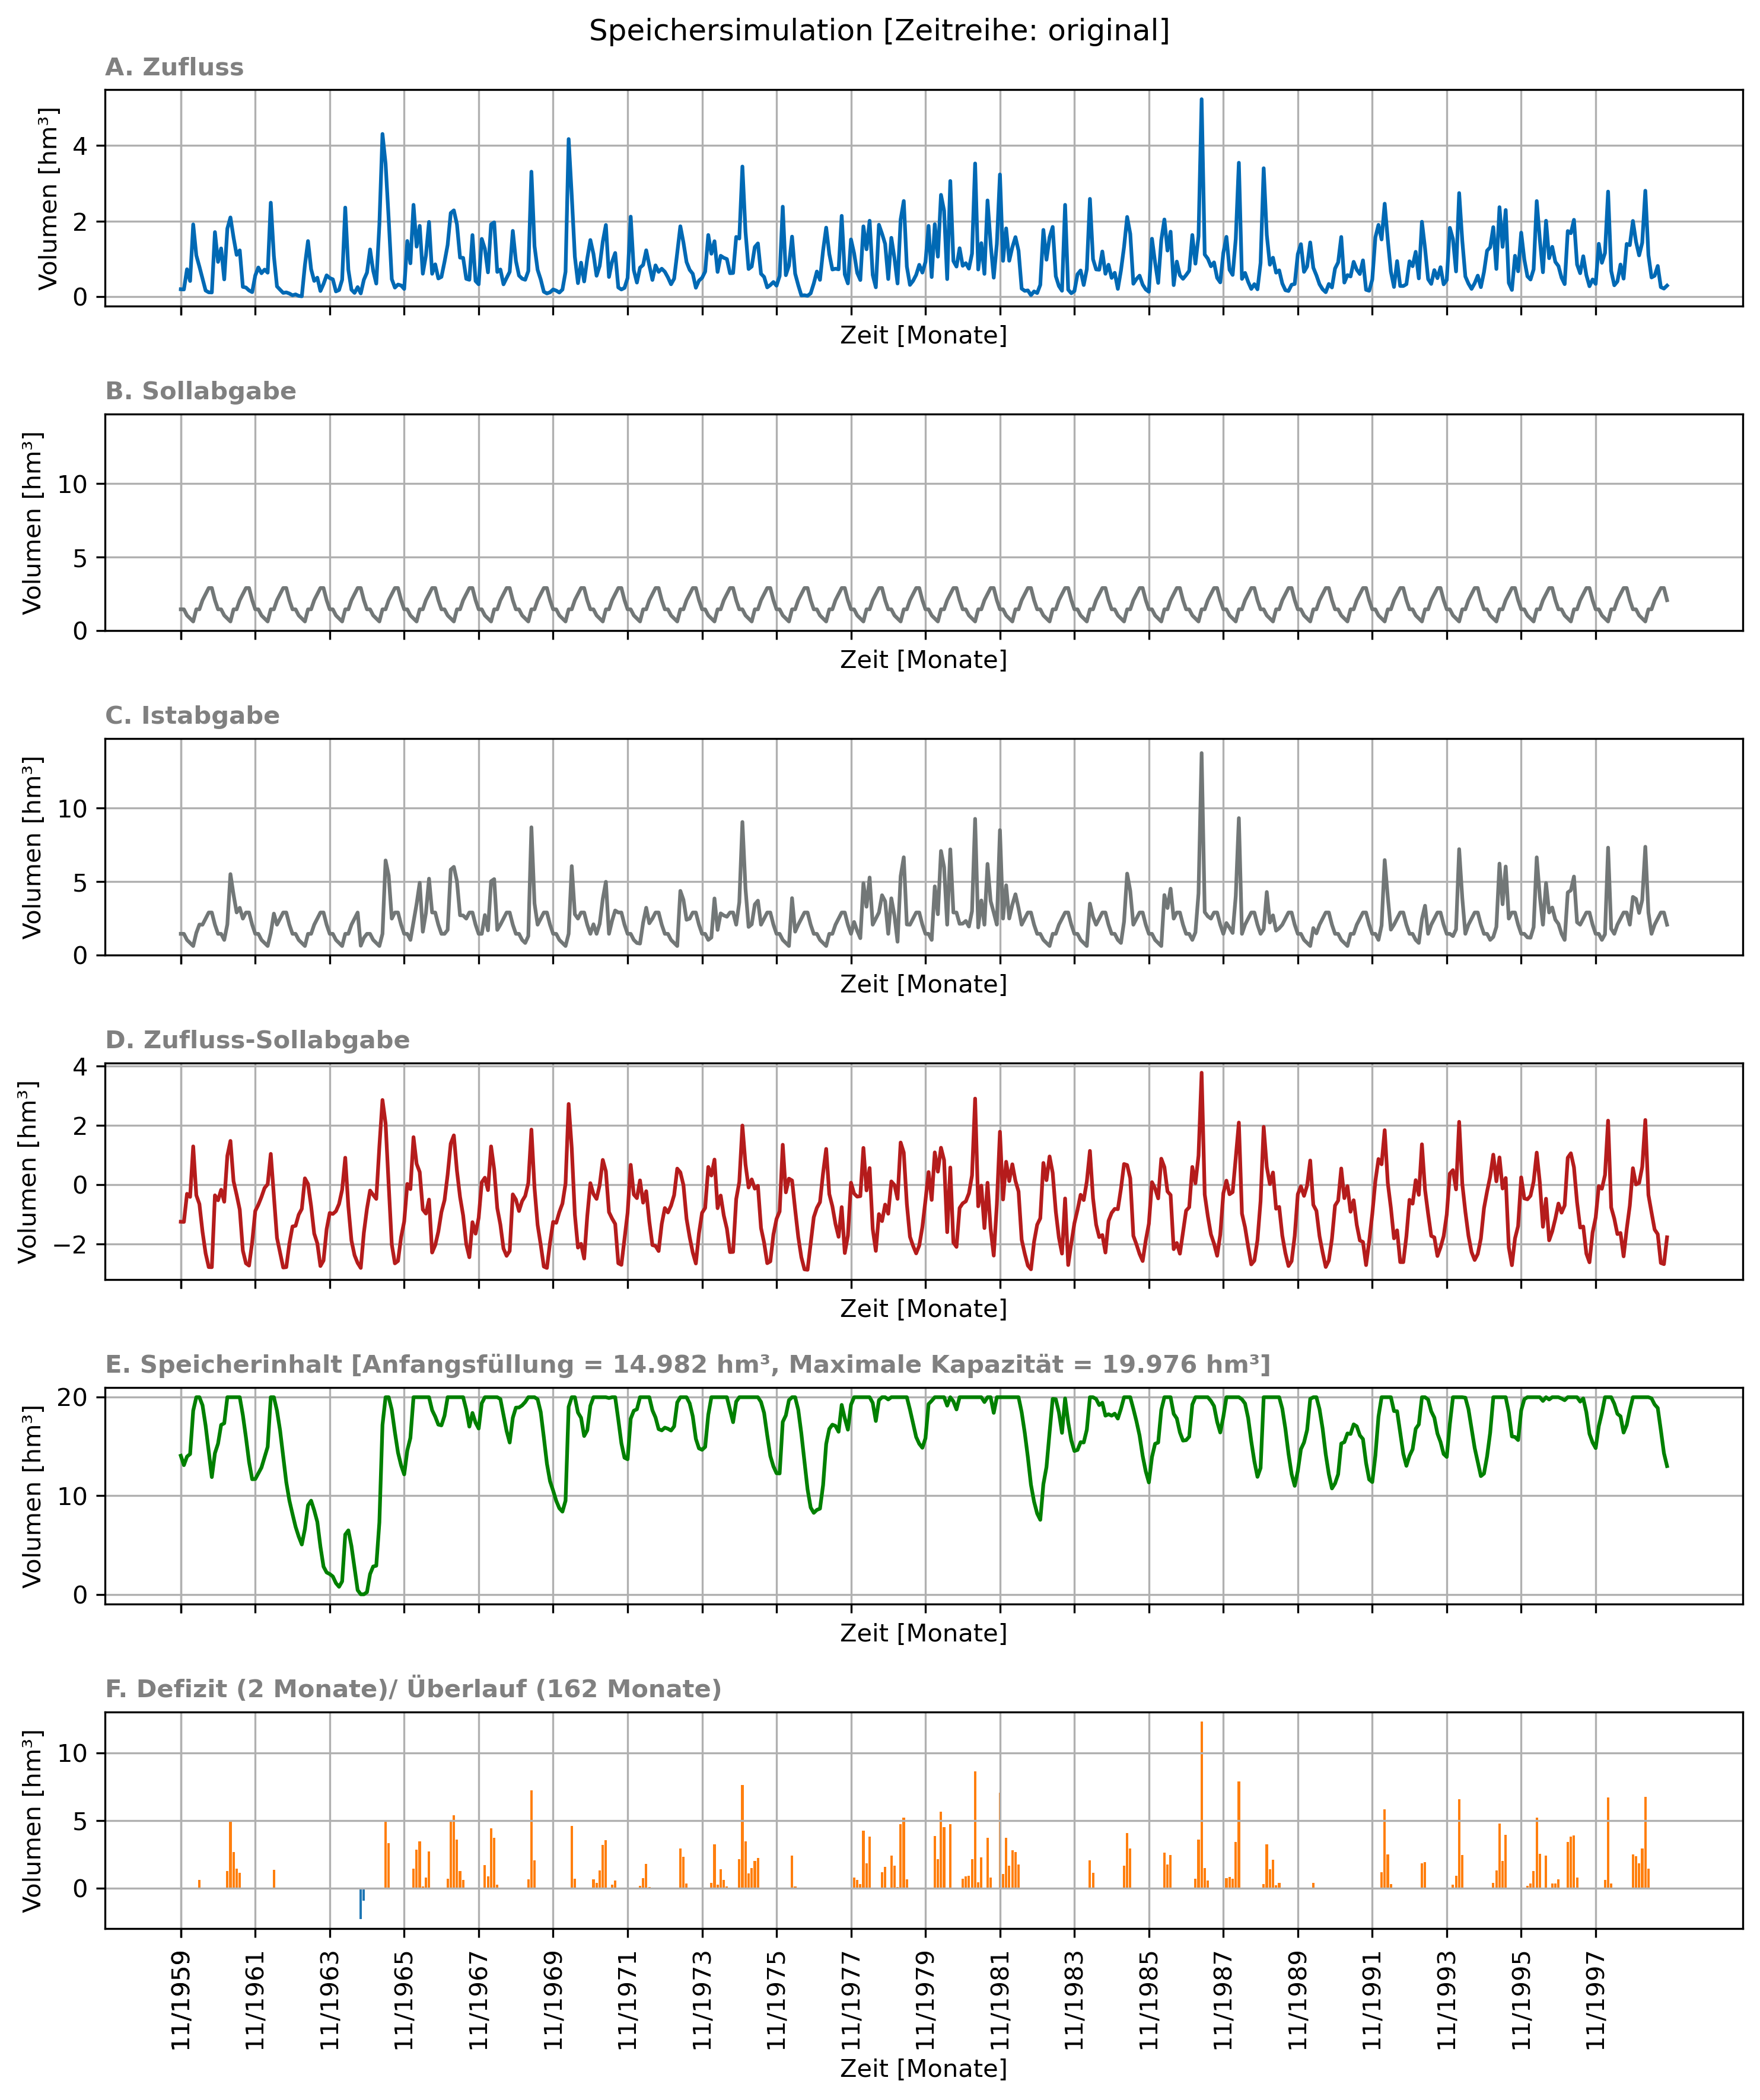 Speichersimulation [Zeitreihe: original]
A. Zufluss
Volumen [hm³]
4
2
0
Zeit [Monate]
B. Sollabgabe
Volumen [hm³]
10
5
0
Zeit [Monate]
C. Istabgabe
Volumen [hm³]
10
5
0
Zeit [Monate]
D. Zufluss-Sollabgabe
Volumen [hm³]
4
2
0
−2
Zeit [Monate]
E. Speicherinhalt [Anfangsfüllung = 14.982 hm³, Maximale Kapazität = 19.976 hm³]
Volumen [hm³]
20
10
0
Zeit [Monate]
F. Defizit (2 Monate)/ Überlauf (162 Monate)
Volumen [hm³]
10
5
0
11/1959
11/1961
11/1963
11/1965
11/1967
11/1969
11/1971
11/1973
11/1975
11/1977
11/1979
11/1981
11/1983
11/1985
11/1987
11/1989
11/1991
11/1993
11/1995
11/1997
Zeit [Monate]